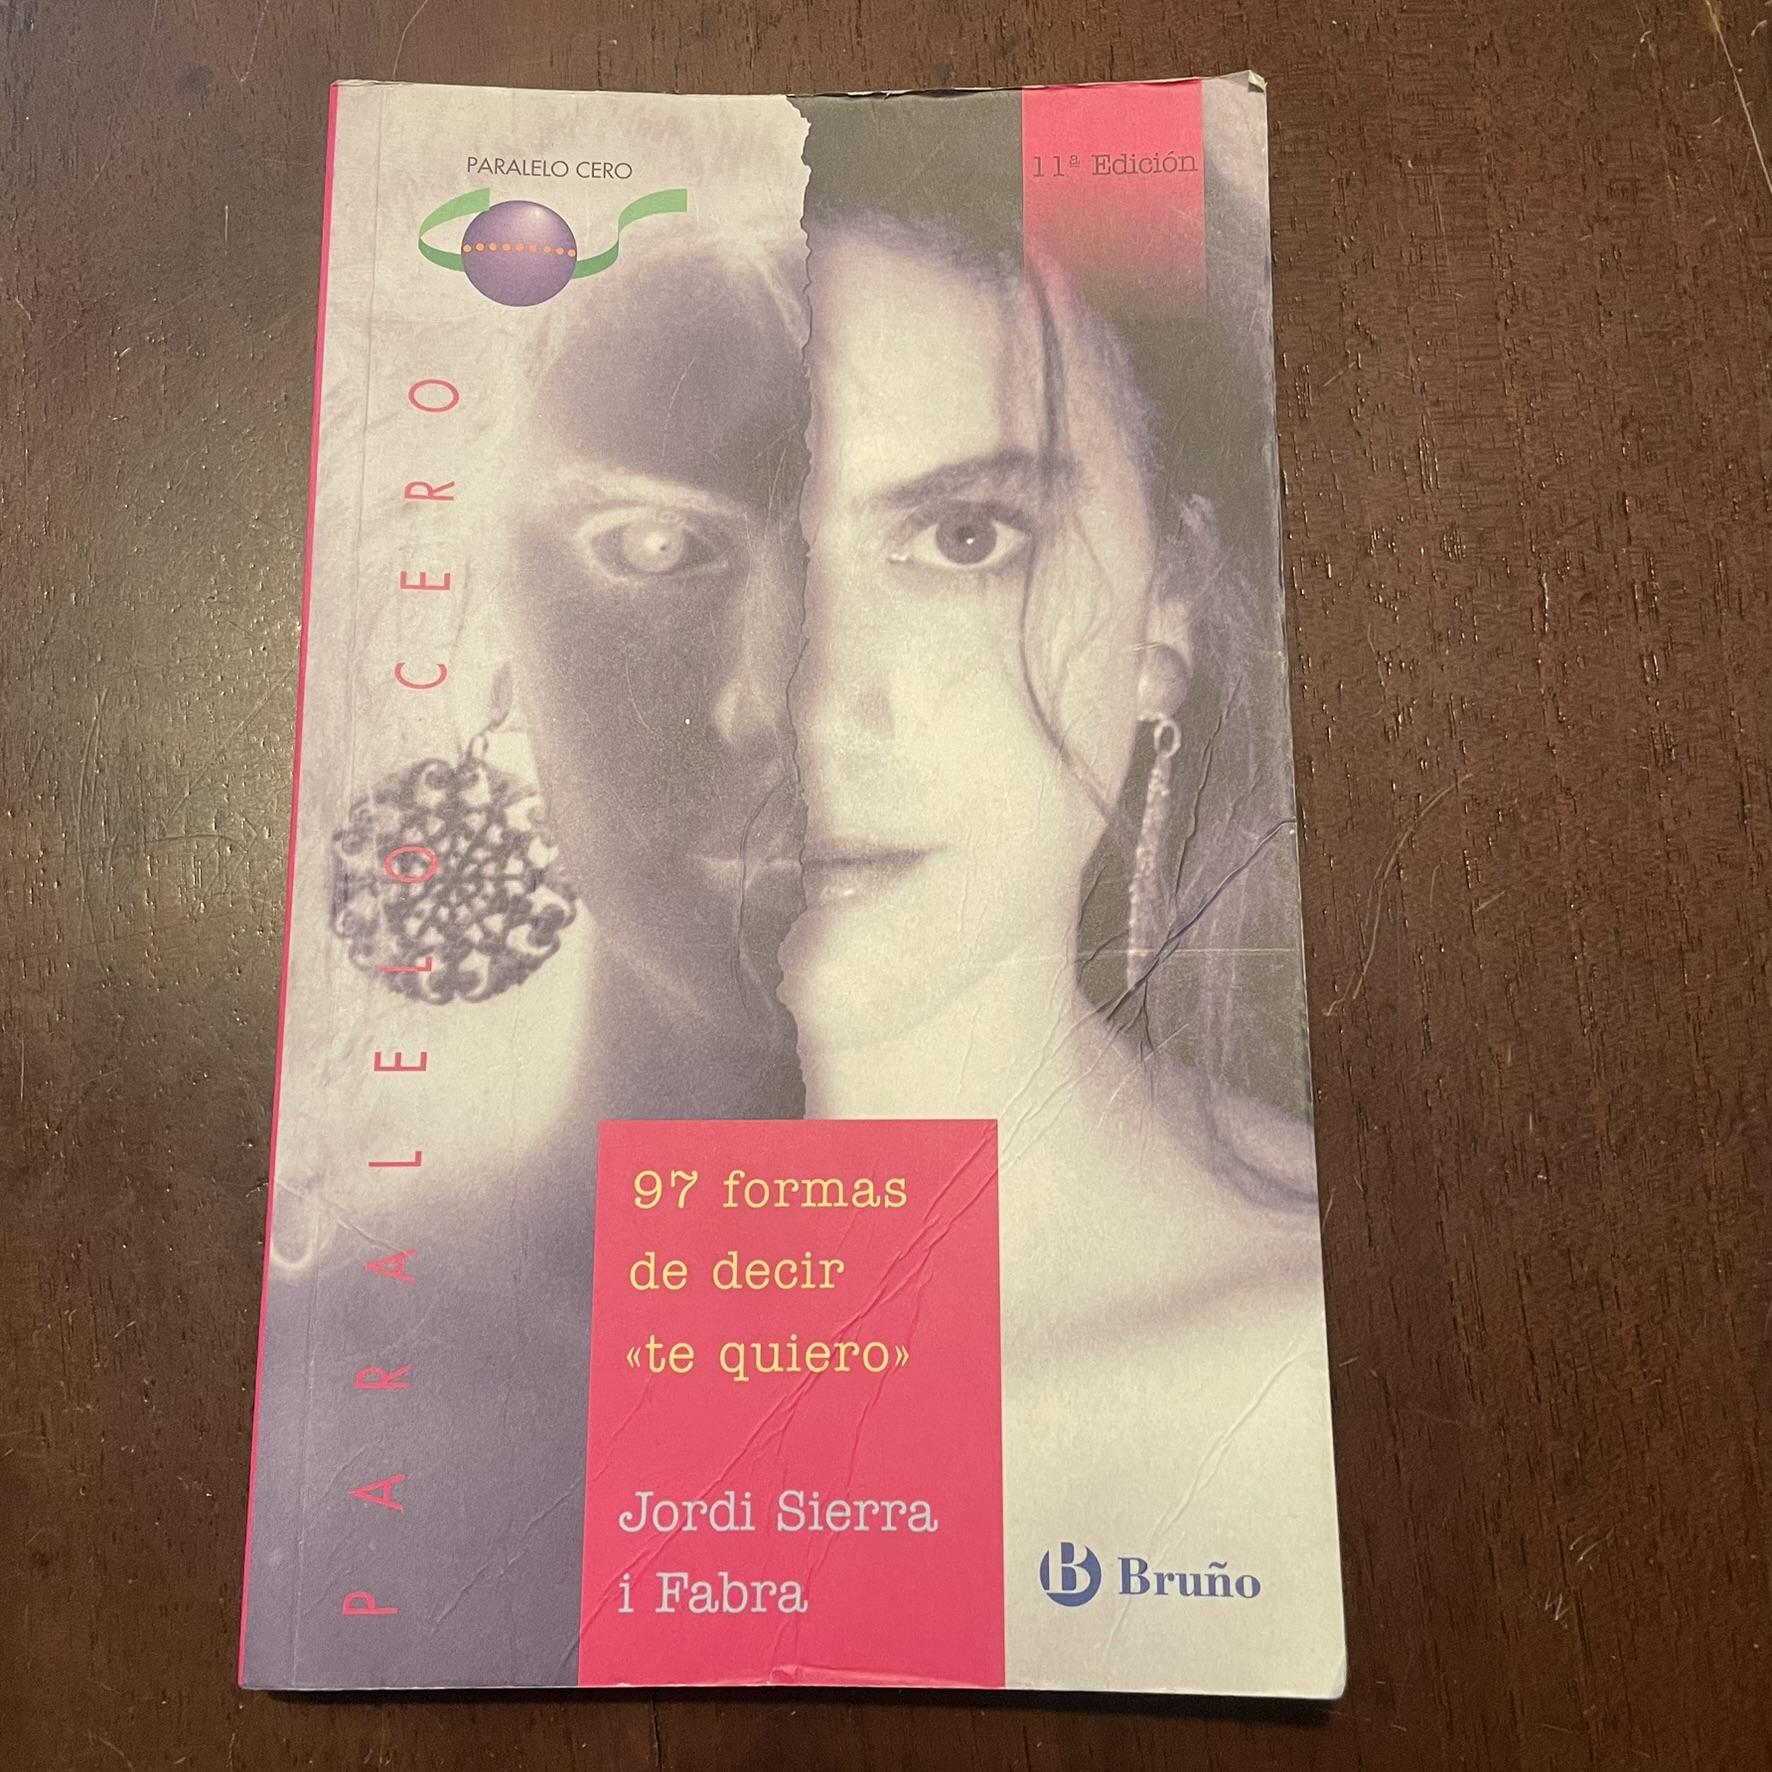 PARALELO CERO
11ª Edición
PARALELO CERO
97 formas
de decir
«te quiero»
Jordi Sierra
i Fabra
B Bruño